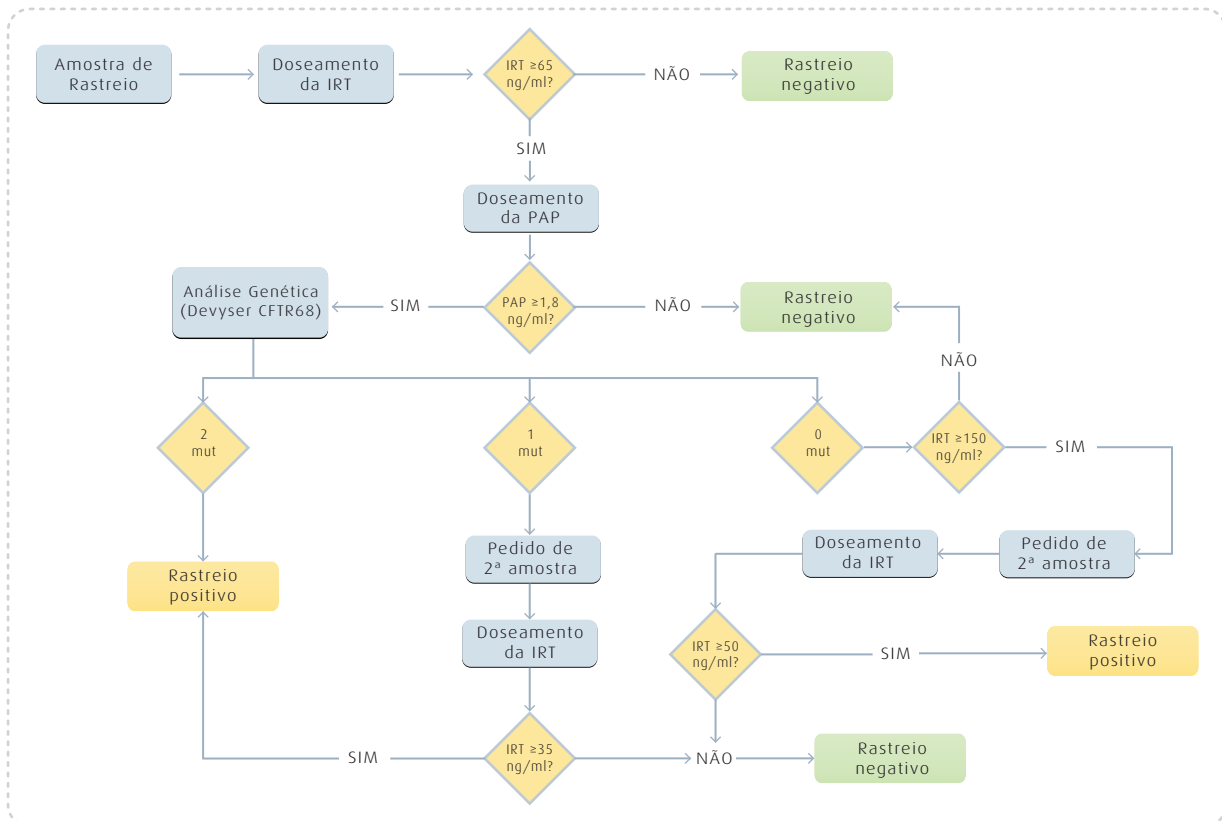 Amostra de
Rastreio
Doseamento
da IRT
IRT ≥65
ng/ml?
NÃO
Rastreio
negativo
SIM
Doseamento
da PAP
Análise Genética
(Devyser CFTR68)
SIM
PAP ≥1,8
ng/ml?
NÃO
Rastreio
negativo
NÃO
2
mut
1
mut
0
mut
IRT ≥150
ng/ml?
SIM
Pedido de
2ª amostra
Doseamento
da IRT
Pedido de
2ª amostra
Rastreio
positivo
Doseamento
da IRT
IRT ≥50
ng/ml?
SIM
Rastreio
positivo
SIM
IRT ≥35
ng/ml?
NÃO
Rastreio
negativo